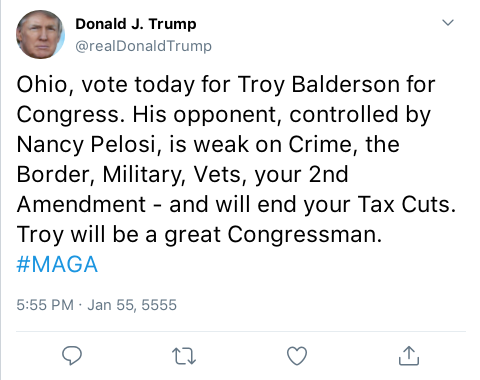 Donald J. Trump
@realDonaldTrump
Ohio, vote today for Troy Balderson for
Congress. His opponent, controlled by
Nancy Pelosi, is weak on Crime, the
Border, Military, Vets, your 2nd
Amendment - and will end your Tax Cuts.
Troy will be a great Congressman.
#MAGA
5:55 PM · Jan 55, 5555